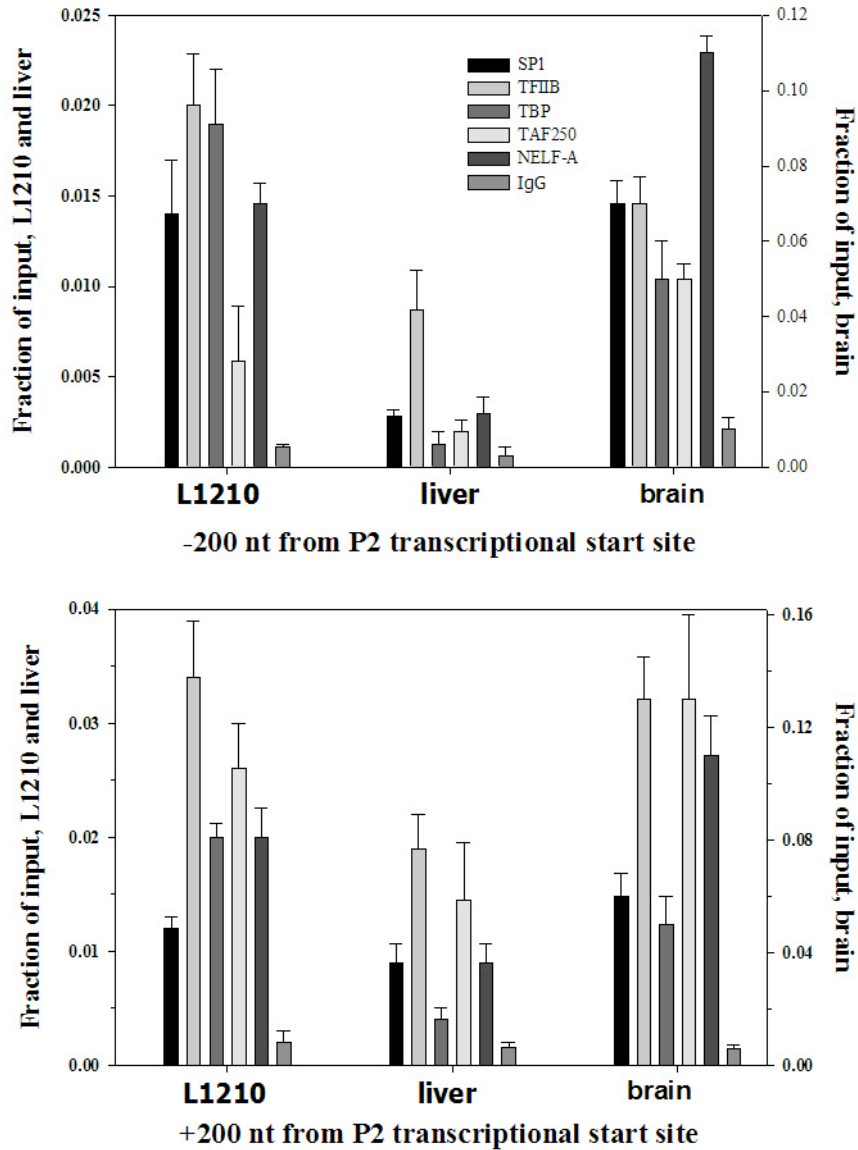 0.025
0.020
0.015
0.010
0.005
0.000
Fraction of input, L1210 and liver
SP1
TFIIB
TBP
TAF250
NELF-A
IgG
0.12
0.10
0.08
0.06
0.04
0.02
0.00
Fraction of input,
brain
L1210 liver brain
-200 nt from P2 transcriptional start site
0.04
0.03
0.02
0.01
0.00
Fraction of input, L1210 and liver
0.16
0.12
0.08
0.04
0.00
Fraction of input,
brain
L1210 liver brain
+200 nt from P2 transcriptional start site